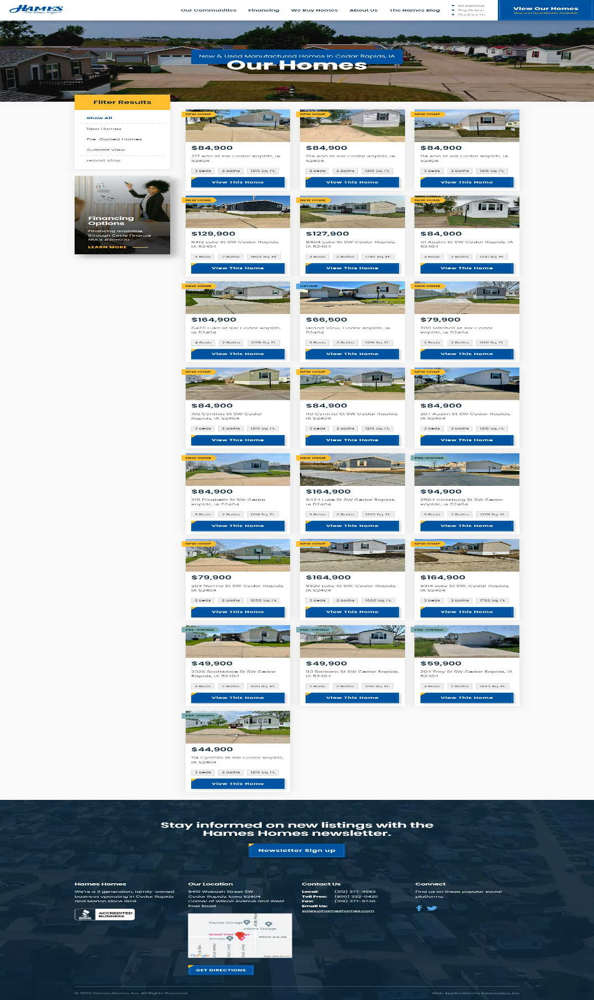 HAMES
"The Homes People"
Our Communities
Financing
We Buy Homes
About Us
The Hames Blog
En Español
Pay Online
Contact Us
View Our Homes
New and Used Models Available
New & Used Manufactured Homes in Cedar Rapids, IA
Our Homes
Filter Results
Show All
New Homes
Pre-Owned Homes
Summit View
Grand View
Financing
Options
Financing available
through Circle Finance
NMLS #366020
LEARN MORE
NEW HOME
$84,900
217 Ann St SW Cedar Rapids, IA
52404
3 Beds
2 Baths
1216 Sq. Ft.
View This Home
NEW HOME
$84,900
214 Ann St SW Cedar Rapids, IA
52404
2 Beds
2 Baths
1216 Sq. Ft.
View This Home
NEW HOME
$84,900
114 Ann St SW Cedar Rapids, IA
52404
3 Beds
2 Baths
1216 Sq. Ft.
View This Home
NEW HOME
$129,900
6412 Luke St SW Cedar Rapids,
IA 52404
3 Beds
2 Baths
1604 Sq. Ft.
View This Home
NEW HOME
$127,900
6404 Luke St SW Cedar Rapids,
IA 52404
3 Beds
2 Baths
1762 Sq. Ft.
View This Home
NEW HOME
$84,900
111 Austin St SW Cedar Rapids, IA
52404
3 Beds
2 Baths
1216 Sq. Ft.
View This Home
NEW HOME
$164,900
6420 Luke St SW Cedar Rapids,
IA 52404
4 Beds
2 Baths
2176 Sq. Ft.
View This Home
LISTING
$66,500
Grand View, Cedar Rapids, IA
52404
3 Beds
2 Baths
1216 Sq. Ft.
View This Home
NEW HOME
$79,900
200 Mitchell St SW Cedar
Rapids, IA 52404
2 Beds
2 Baths
1120 Sq. Ft.
View This Home
NEW HOME
$84,900
102 Cynthia St SW Cedar
Rapids, IA 52404
3 Beds
2 Baths
1216 Sq. Ft.
View This Home
NEW HOME
$84,900
110 Cynthia St SW Cedar Rapids,
IA 52404
3 Beds
2 Baths
1216 Sq. Ft.
View This Home
NEW HOME
$84,900
207 Austin St SW Cedar Rapids,
IA 52404
3 Beds
2 Baths
1216 Sq. Ft.
View This Home
NEW HOME
$84,900
215 Elizabeth St SW Cedar
Rapids, IA 52404
3 Beds
2 Baths
1216 Sq. Ft.
View This Home
NEW HOME
$164,900
6424 Luke St SW Cedar Rapids,
IA 52404
3 Beds
2 Baths
1792 Sq. Ft.
View This Home
PRE-OWNED
$94,900
2504 Vicksburg St SW Cedar
Rapids, IA 52404
3 Beds
2 Baths
2176 Sq. Ft.
View This Home
NEW HOME
$79,900
203 Norma St SW Cedar Rapids,
IA 52404
2 Beds
2 Baths
1056 Sq. Ft.
View This Home
NEW HOME
$164,900
6320 Luke St SW, Cedar Rapids,
IA 52404
3 Beds
2 Baths
1680 Sq. Ft.
View This Home
NEW HOME
$164,900
6314 Luke St SW, Cedar Rapids,
IA 52404
3 Beds
2 Baths
1792 Sq. Ft.
View This Home
PRE-OWNED
$49,900
2326 Scottsdale St SW Cedar
Rapids, IA 52404
3 Beds
2 Baths
1216 Sq. Ft.
View This Home
PRE-OWNED
$49,900
113 Barbara St SW Cedar Rapids,
IA 52404
2 Beds
2 Baths
1216 Sq. Ft.
View This Home
PRE-OWNED
$59,900
204 Troy St SW Cedar Rapids, IA
52404
3 Beds
2 Baths
1344 Sq. Ft.
View This Home
PRE-OWNED
$44,900
114 Cynthia St SW Cedar Rapids,
IA 52404
3 Beds
2 Baths
1216 Sq. Ft.
View This Home
Stay informed on new listings with the
Hames Homes newsletter.
Newsletter Sign up
Hames Homes
We're a 3 generation, family-owned
business operating in Cedar Rapids
and Marion since 1968.
BBB
ACCREDITED
BUSINESS
Our Location
5410 Wabash Street SW
Cedar Rapids, Iowa 52404
Corner of Wilson Avenue and West
Post Road
Wacker Storage
Adams Storage
Grand View
Wilson Ave SW
Amvets
Google
Map data ©2022
GET DIRECTIONS
Contact Us
Local: (319) 377-4863
Toll Free: (800) 332-0420
Fax: (319) 377-9748
Email Us:
sales@hameshomes.com
Connect
Find us on these popular social
platforms.
© 2022 Hames Homes, Inc. All Rights Reserved
Web Application by Informatics, Inc